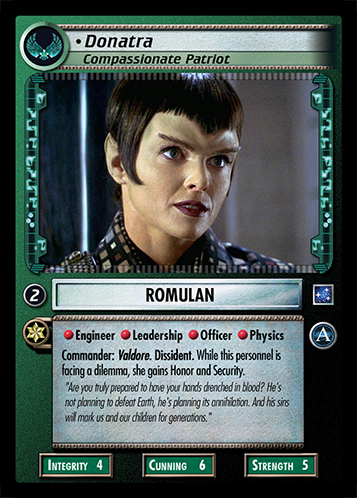 • Donatra
Compassionate Patriot
2
ROMULAN
A
Engineer • Leadership • Officer • Physics
Commander: Valdore. Dissident. While this personnel is
facing a dilemma, she gains Honor and Security.
"Are you truly prepared to have your hands drenched in blood? He's
not planning to defeat Earth, he's planning its annihilation. And his sins
will mark us and our children for generations."
INTEGRITY 4 CUNNING 6 STRENGTH 5